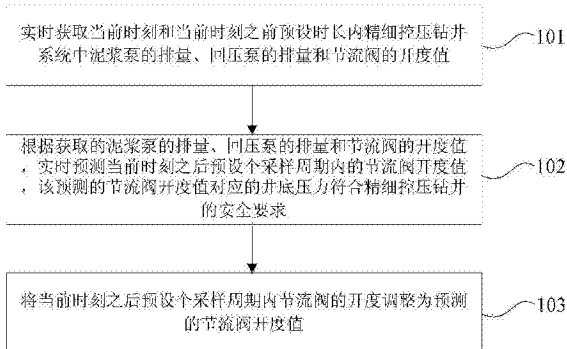 实时获取当前时刻和当前时刻之前预设时长内精细控压钻井
系统中泥浆泵的排量、回压泵的排量和节流阀的开度值
101
根据获取的泥浆泵的排量、回压泵的排量和节流阀的开度值
，实时预测当前时刻之后预设个采样周期内的节流阀开度值
，该预测的节流阀开度值对应的井底压力符合精细控压钻井
的安全要求
102
将当前时刻之后预设个采样周期内节流阀的开度调整为预测
的节流阀开度值
103